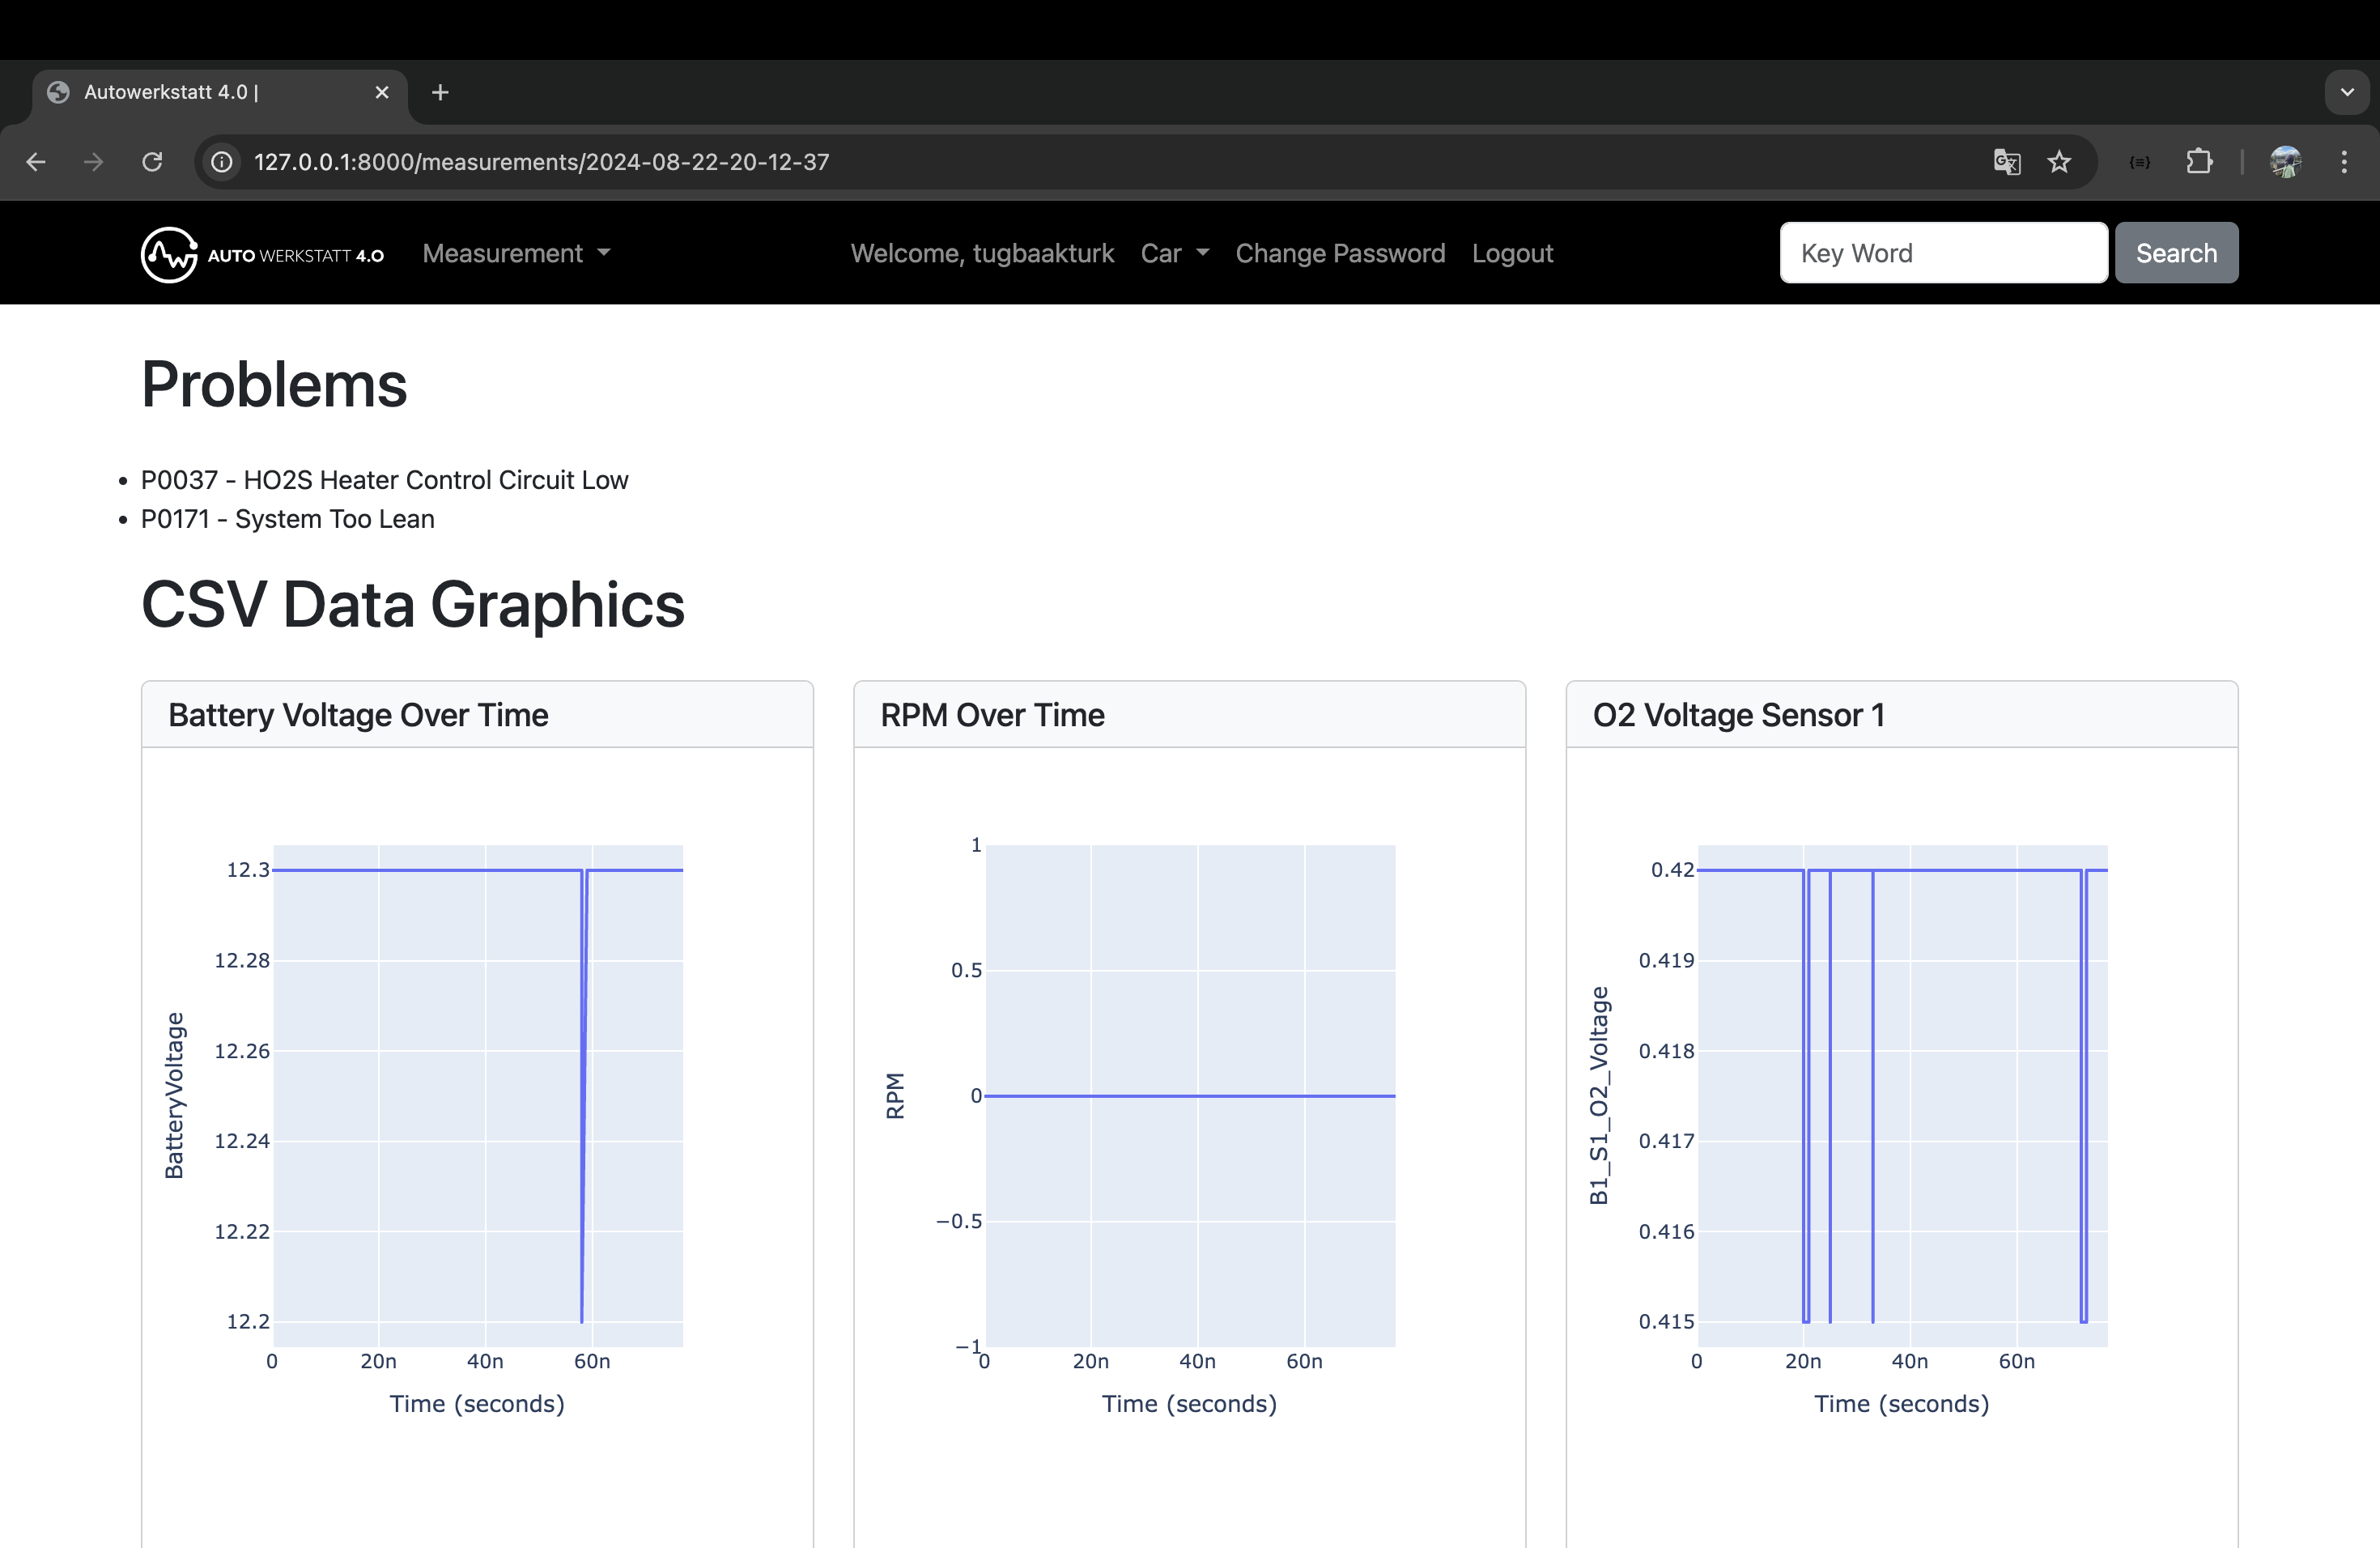 Autowerkstatt 4.0 |
127.0.0.1:8000/measurements/2024-08-22-20-12-37
AUTO WERKSTATT 4.0
Measurement
Welcome, tugbaakturk
Car
Change Password
Logout
Key Word
Search
Problems
• P0037 - HO2S Heater Control Circuit Low
• P0171 - System Too Lean
CSV Data Graphics
Battery Voltage Over Time
12.3
12.28
12.26
12.24
12.22
12.2
BatteryVoltage
0 20n 40n 60n
Time (seconds)
RPM Over Time
1
0.5
0
−0.5
−1
RPM
0 20n 40n 60n
Time (seconds)
O2 Voltage Sensor 1
0.42
0.419
0.418
0.417
0.416
0.415
B1_S1_O2_Voltage
0 20n 40n 60n
Time (seconds)